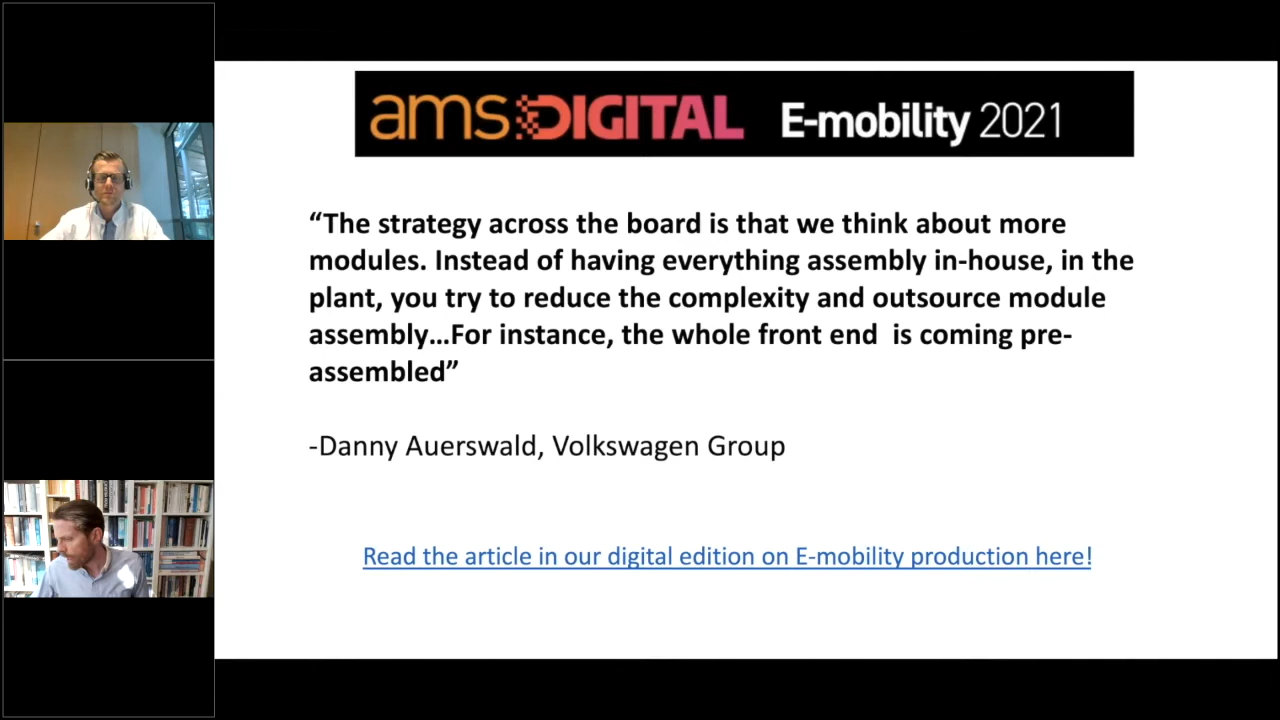 ams:DIGITAL E-mobility 2021
“The strategy across the board is that we think about more
modules. Instead of having everything assembly in-house, in the
plant, you try to reduce the complexity and outsource module
assembly…For instance, the whole front end  is coming pre-
assembled”
-Danny Auerswald, Volkswagen Group
Read the article in our digital edition on E-mobility production here!